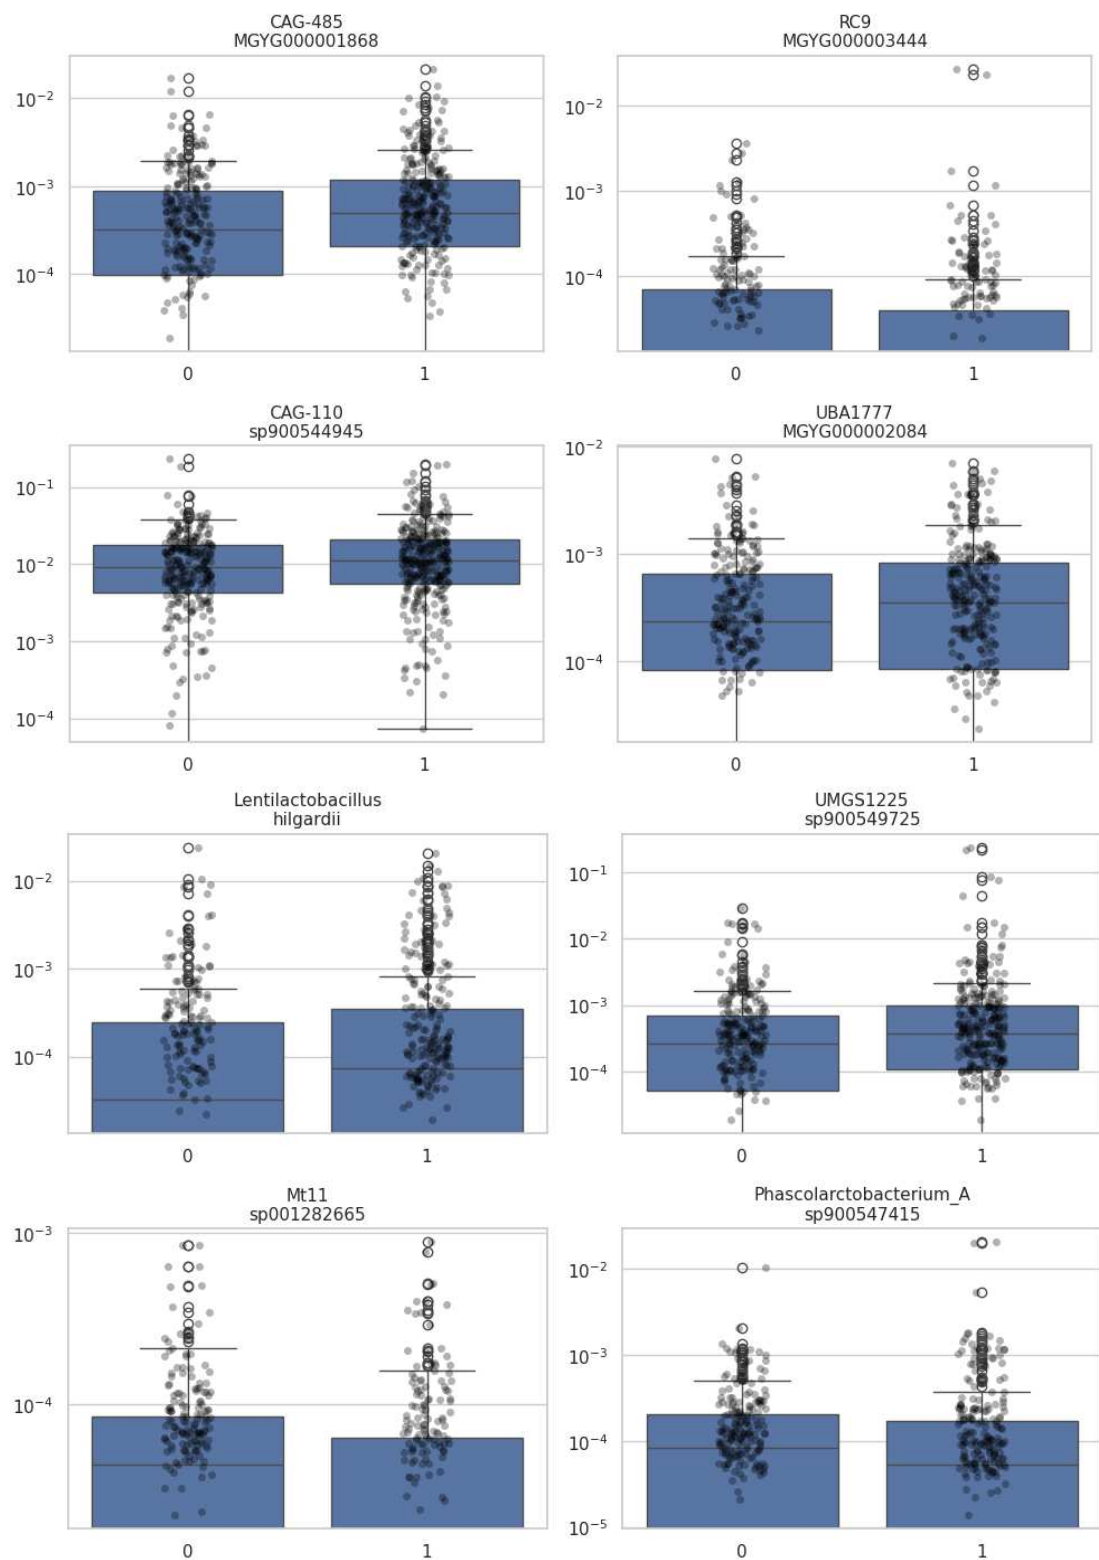 CAG-485
MGYG000001868
10⁻²
10⁻³
10⁻⁴
0 1
RC9
MGYG000003444
10⁻²
10⁻³
10⁻⁴
0 1
CAG-110
sp900544945
10⁻¹
10⁻²
10⁻³
10⁻⁴
0 1
UBA1777
MGYG000002084
10⁻²
10⁻³
10⁻⁴
0 1
Lentilactobacillus
hilgardii
10⁻²
10⁻³
10⁻⁴
0 1
UMGS1225
sp900549725
10⁻¹
10⁻²
10⁻³
10⁻⁴
0 1
Mt11
sp001282665
10⁻³
10⁻⁴
0 1
Phascolarctobacterium_A
sp900547415
10⁻²
10⁻³
10⁻⁴
10⁻⁵
0 1